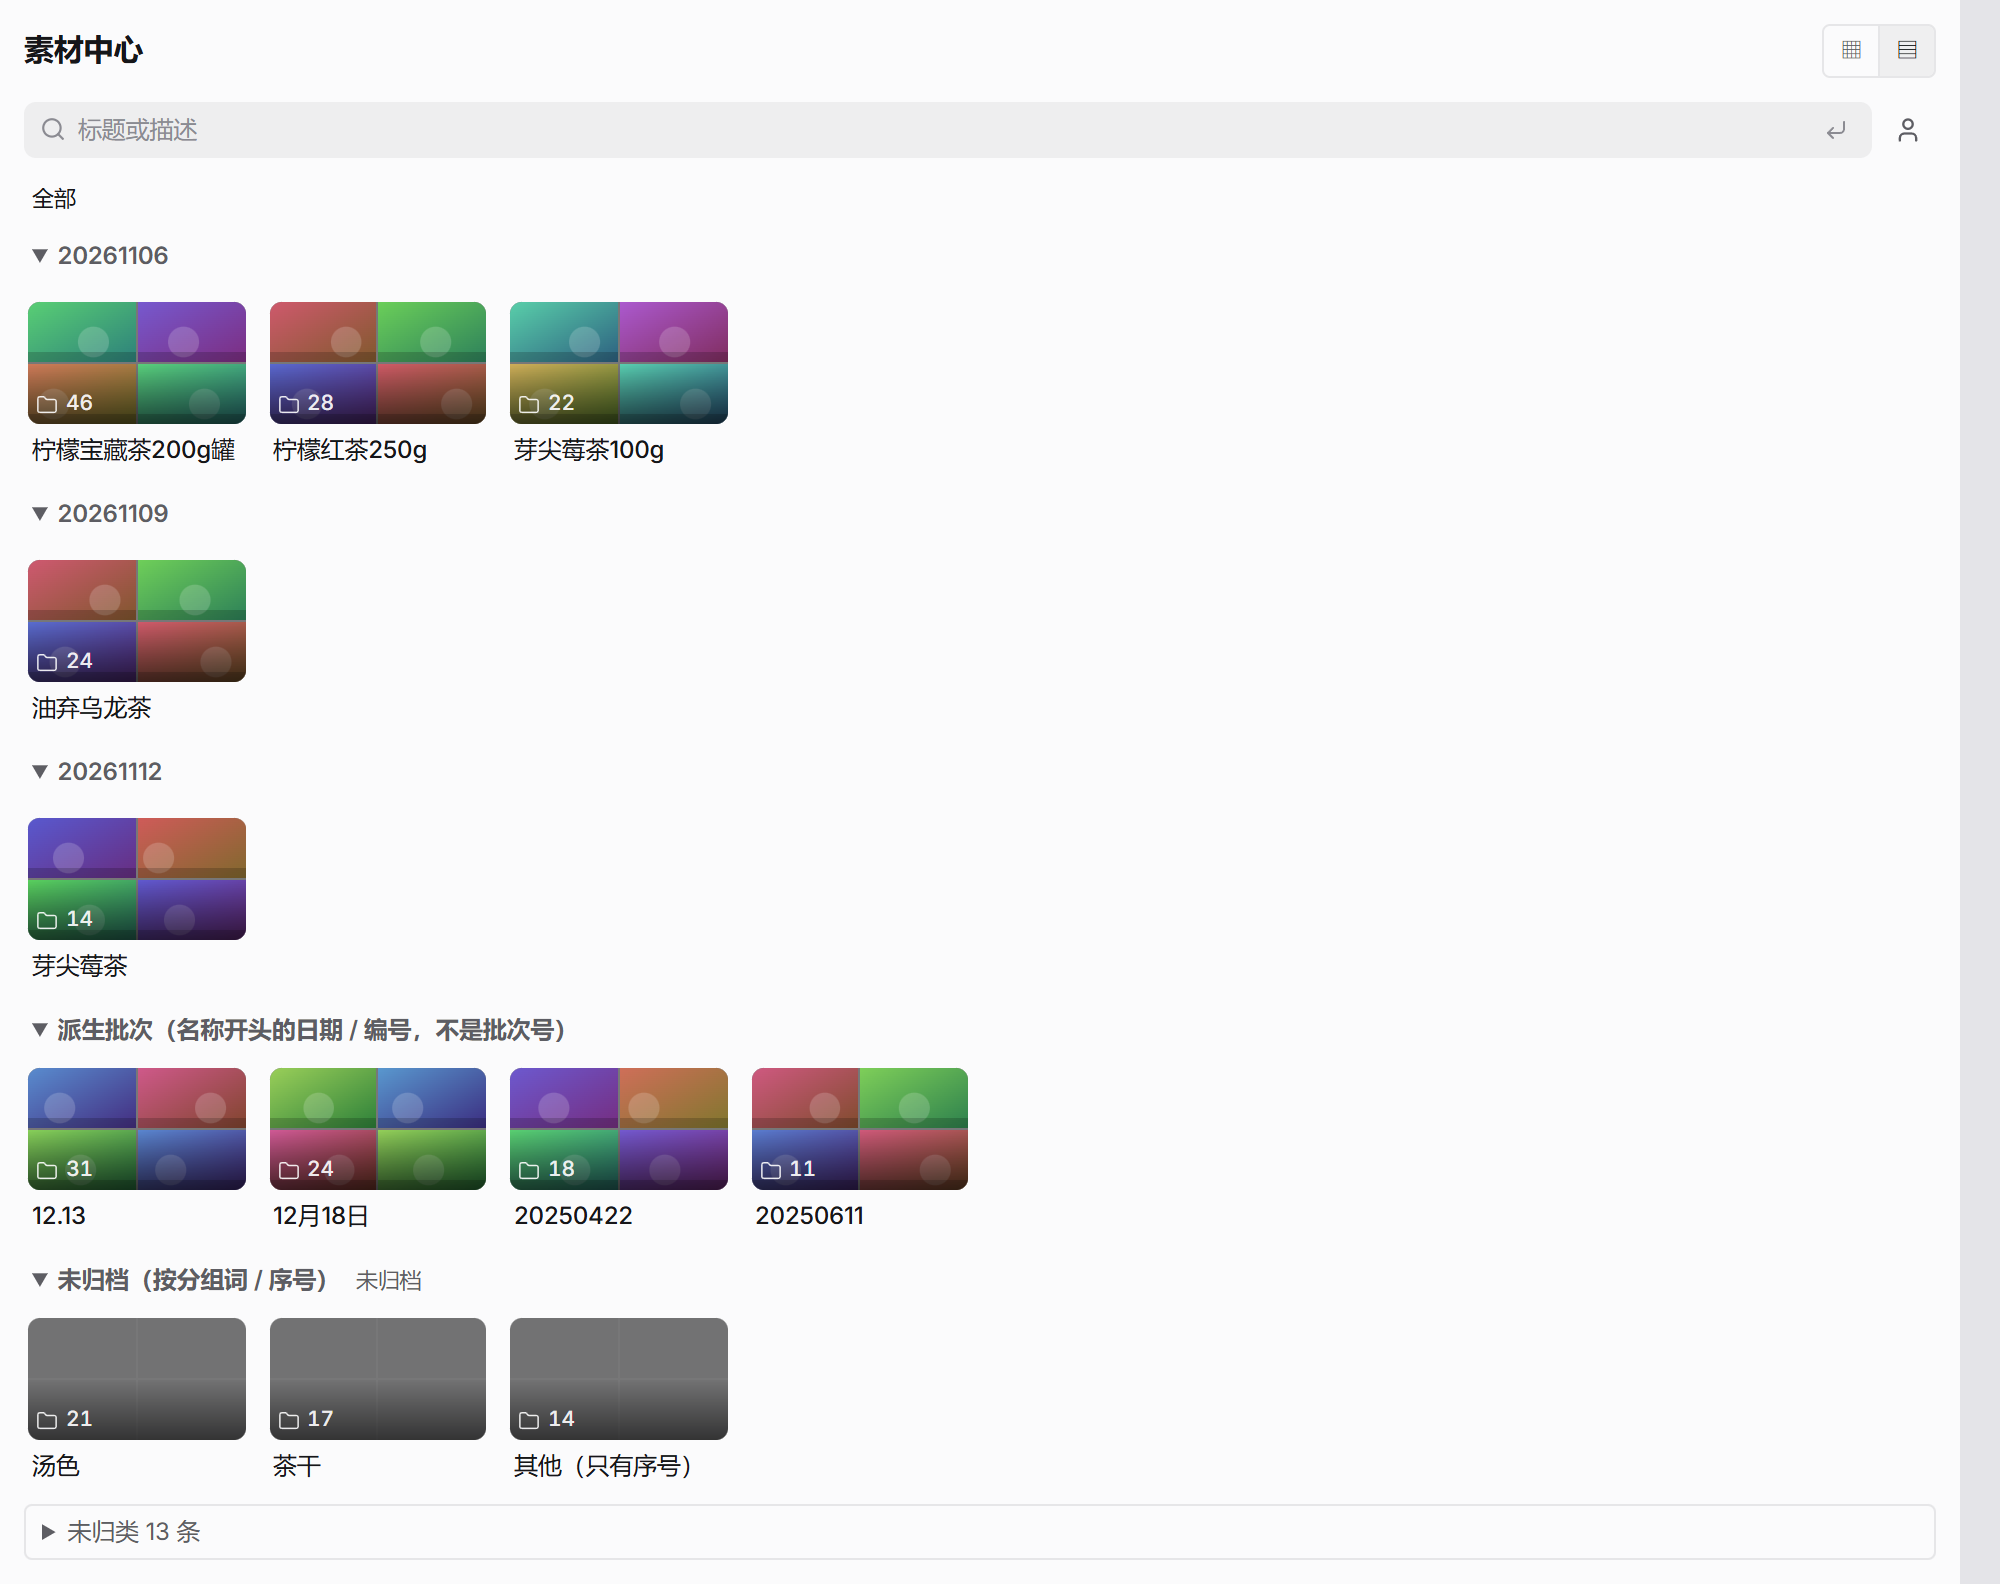 素材中心
标题或描述
全部
20261106
46
28
22
柠檬宝藏茶200g罐
柠檬红茶250g
芽尖莓茶100g
20261109
24
油弃乌龙茶
20261112
14
芽尖莓茶
派生批次（名称开头的日期 / 编号，不是批次号）
31
24
18
11
12.13
12月18日
20250422
20250611
未归档（按分组词 / 序号） 未归档
21
17
14
汤色
茶干
其他（只有序号）
未归类 13 条